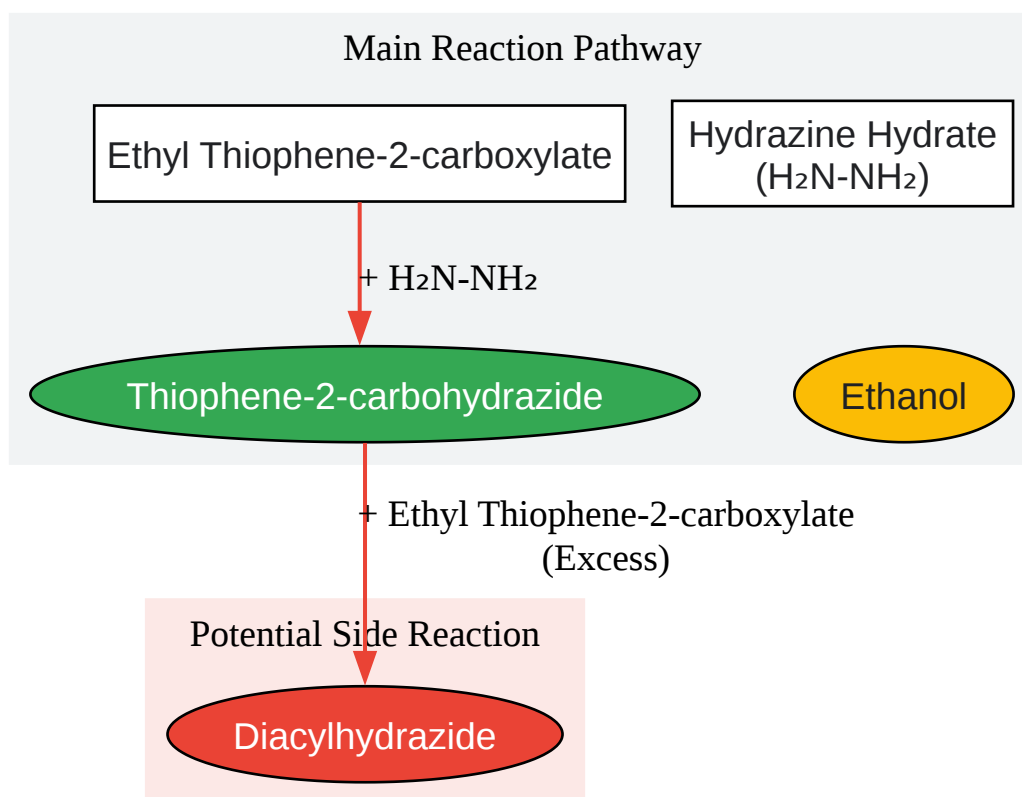 Main Reaction Pathway
Ethyl Thiophene-2-carboxylate
Hydrazine Hydrate
(H₂N-NH₂)
+ H₂N-NH₂
Thiophene-2-carbohydrazide
Ethanol
+ Ethyl Thiophene-2-carboxylate
(Excess)
Potential Side Reaction
Diacylhydrazide